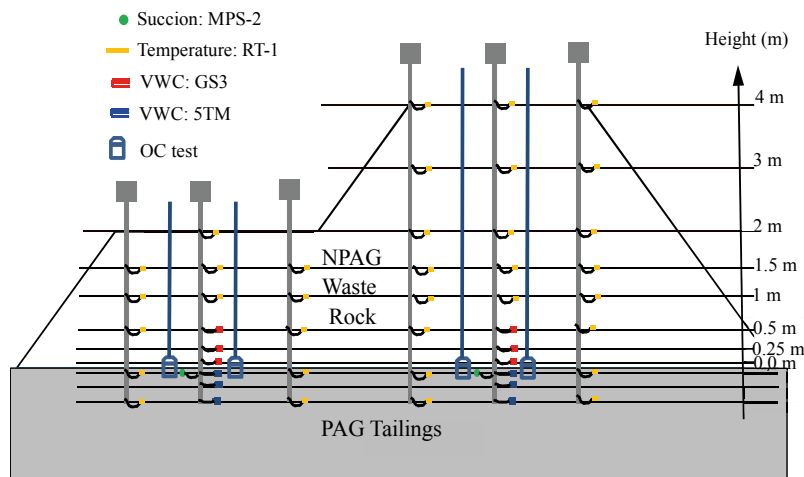 Succion: MPS-2
Temperature: RT-1
VWC: GS3
VWC: 5TM
OC test
Height (m)
4 m
3 m
2 m
1.5 m
1 m
0.5 m
0.25 m
0.0 m
NPAG
Waste
Rock
PAG Tailings